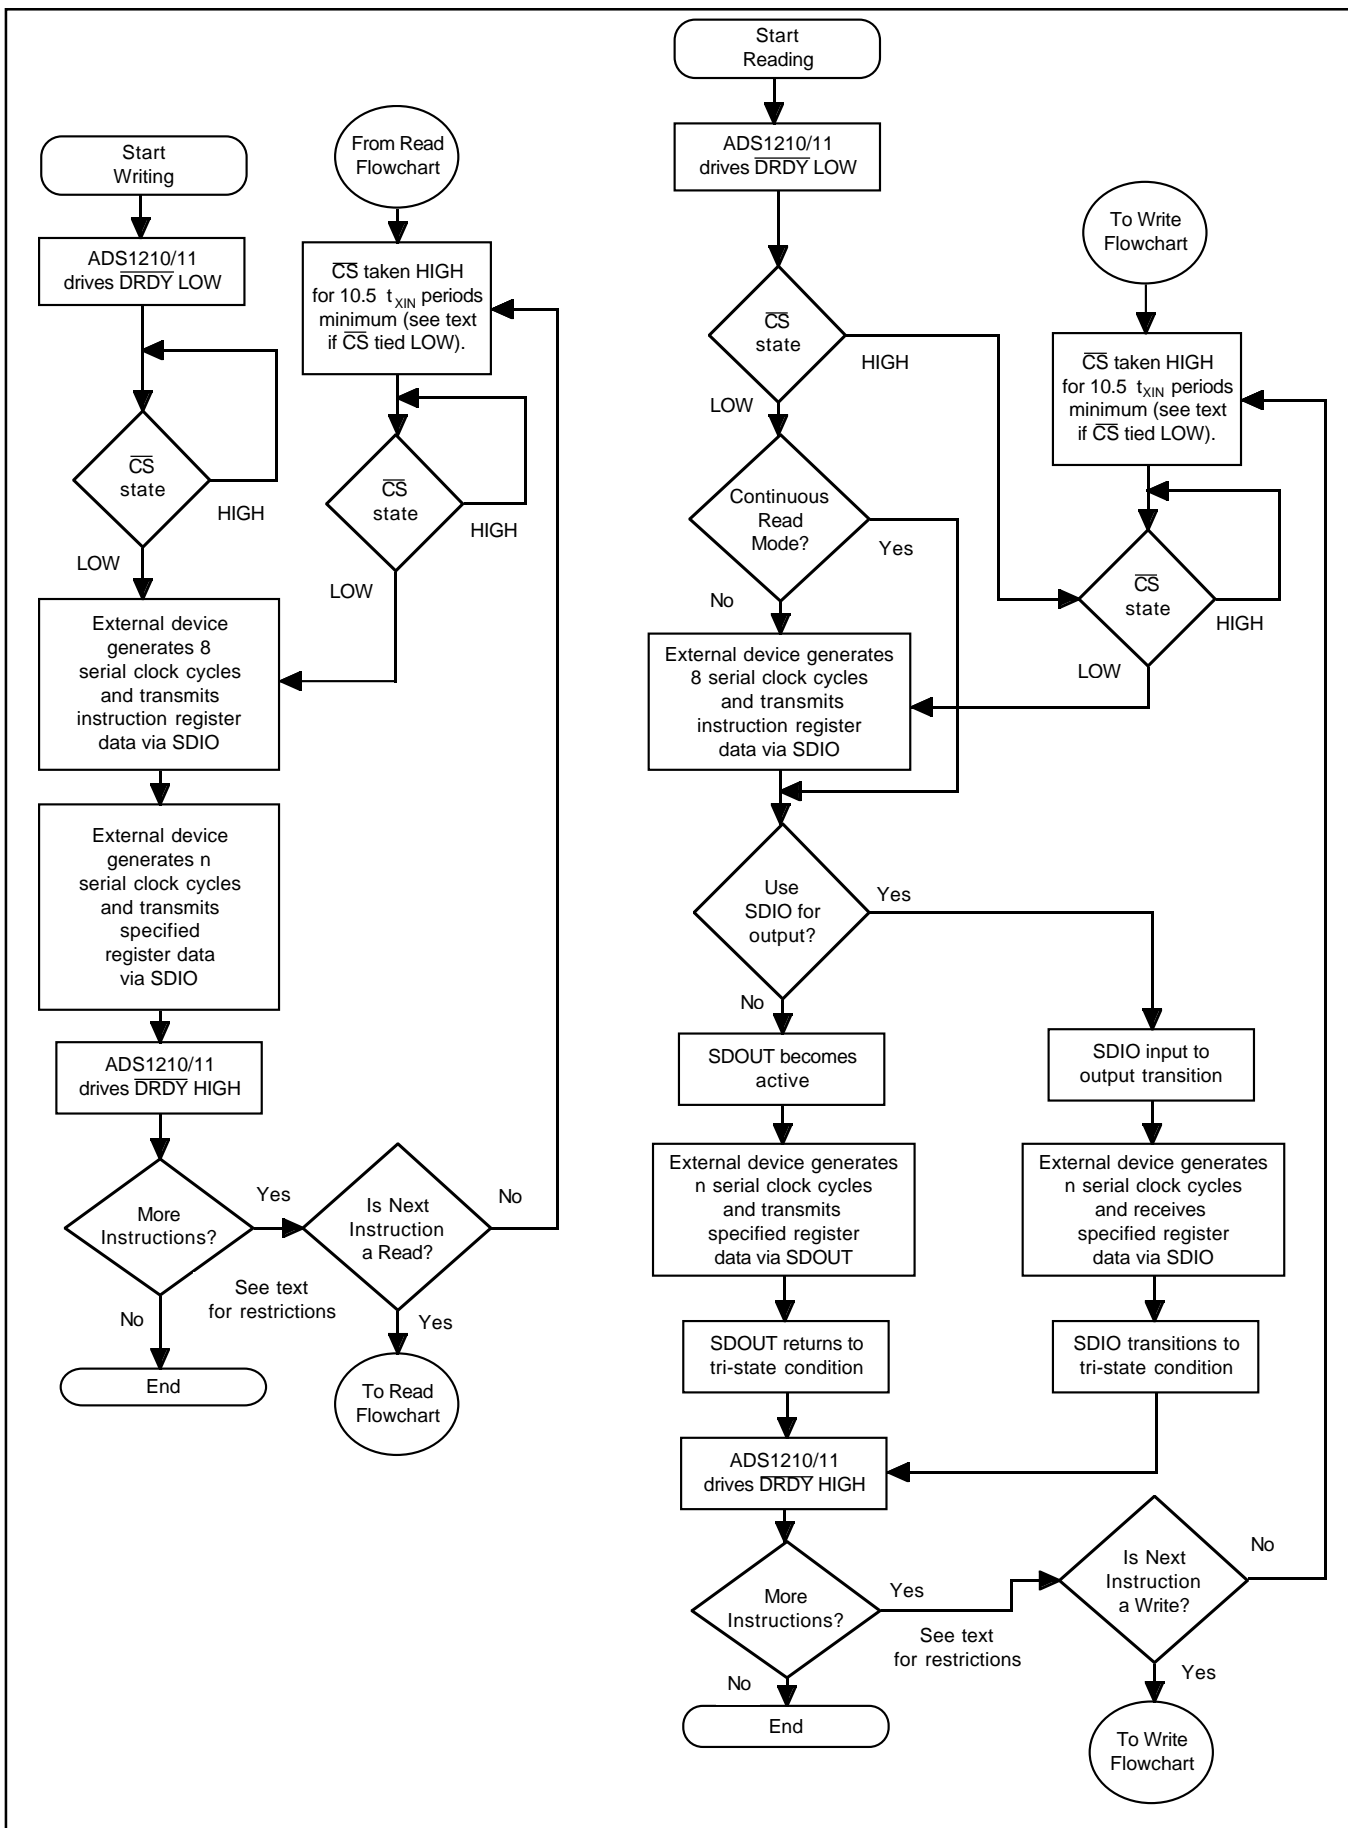 Start
Writing
ADS1210/11
drives DRDY LOW
CS
state
HIGH
LOW
External device
generates 8
serial clock cycles
and transmits
instruction register
data via SDIO
External device
generates n
serial clock cycles
and transmits
specified
register data
via SDIO
ADS1210/11
drives DRDY HIGH
More
Instructions?
Yes
See text
for restrictions
No
End
From Read
Flowchart
CS taken HIGH
for 10.5 tXIN periods
minimum (see text
if CS tied LOW).
CS
state
HIGH
LOW
Is Next
Instruction
a Read?
No
Yes
To Read
Flowchart
Start
Reading
ADS1210/11
drives DRDY LOW
CS
state
HIGH
LOW
Continuous
Read
Mode?
Yes
No
External device generates
8 serial clock cycles
and transmits
instruction register
data via SDIO
Use
SDIO for
output?
Yes
No
SDOUT becomes
active
External device generates
n serial clock cycles
and transmits
specified register
data via SDOUT
SDOUT returns to
tri-state condition
ADS1210/11
drives DRDY HIGH
More
Instructions?
Yes
See text
for restrictions
No
End
To Write
Flowchart
CS taken HIGH
for 10.5 tXIN periods
minimum (see text
if CS tied LOW).
CS
state
HIGH
LOW
SDIO input to
output transition
External device generates
n serial clock cycles
and receives
specified register
data via SDIO
SDIO transitions to
tri-state condition
Is Next
Instruction
a Write?
No
Yes
To Write
Flowchart